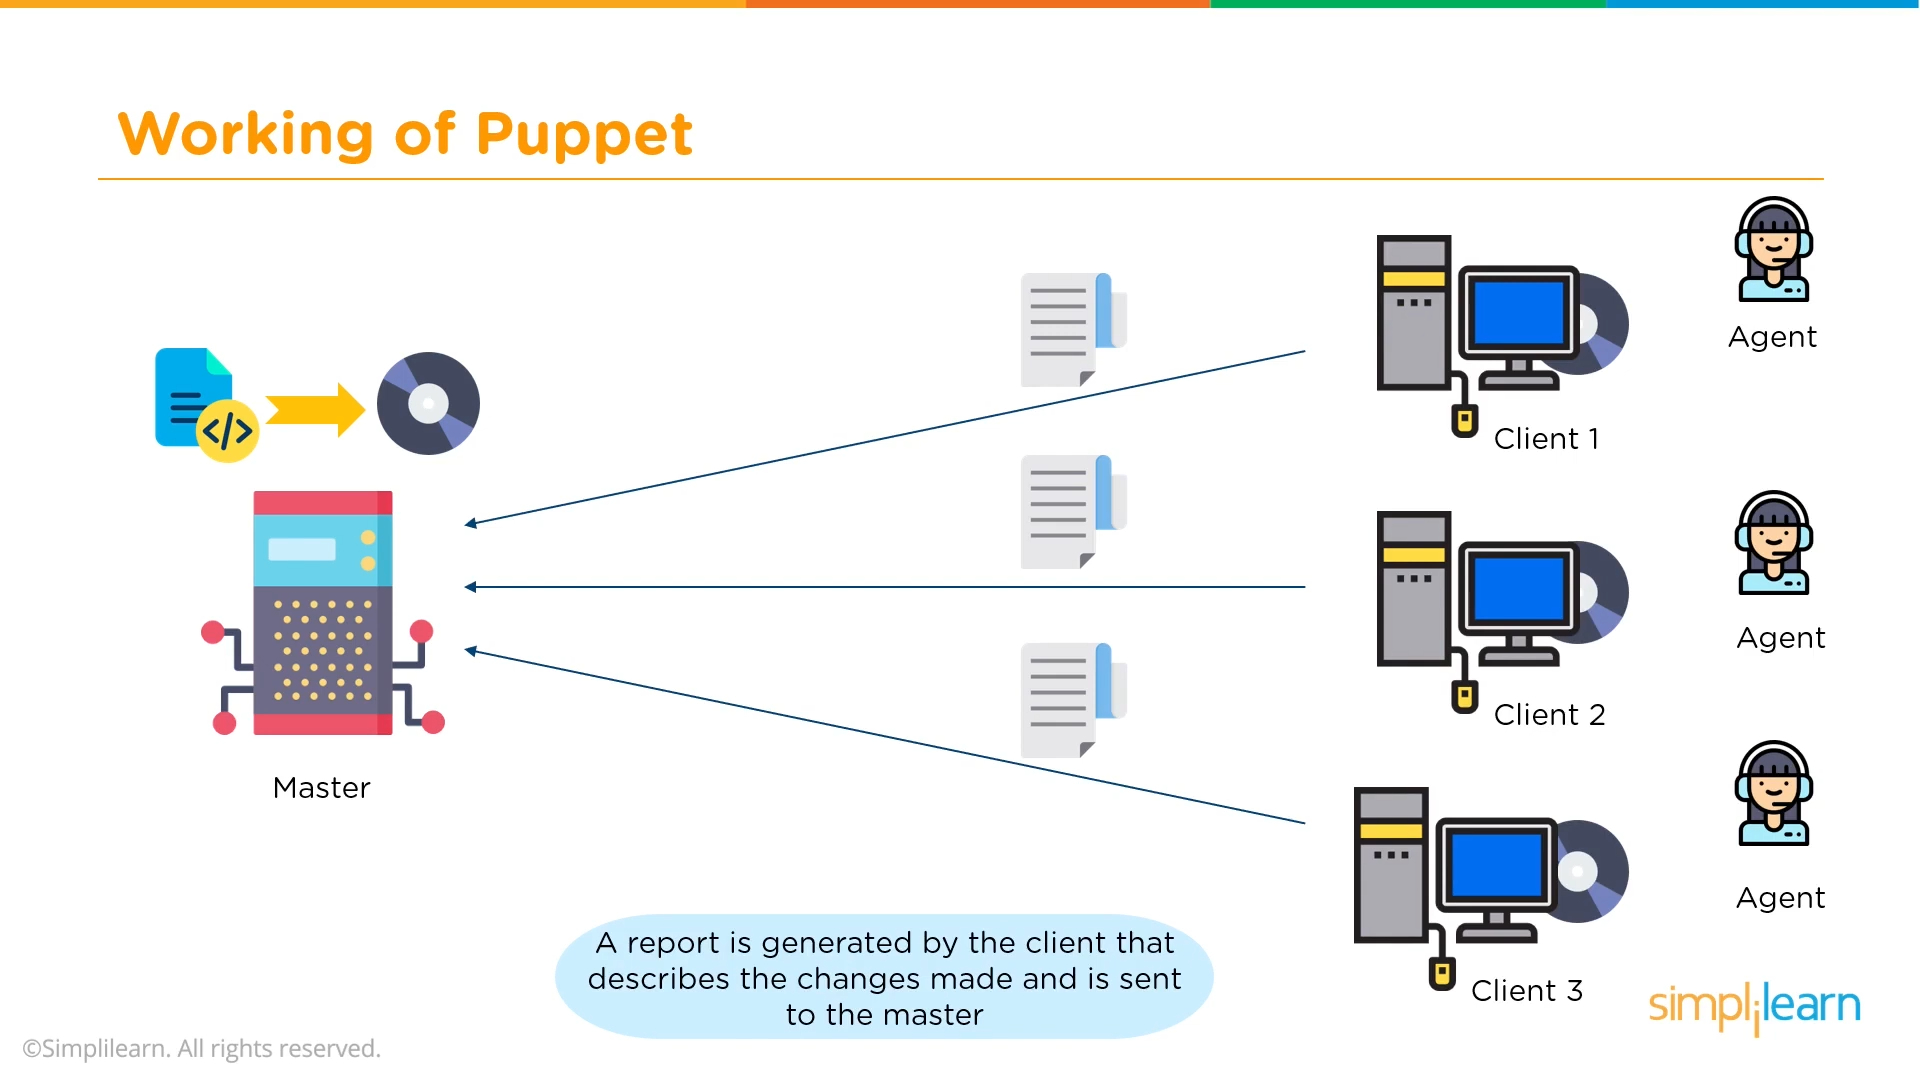 Working of Puppet
Agent
Client 1
</>
Agent
Client 2
Master
Agent
Client 3
A report is generated by the client that
describes the changes made and is sent
to the master
simplilearn
©Simplilearn. All rights reserved.